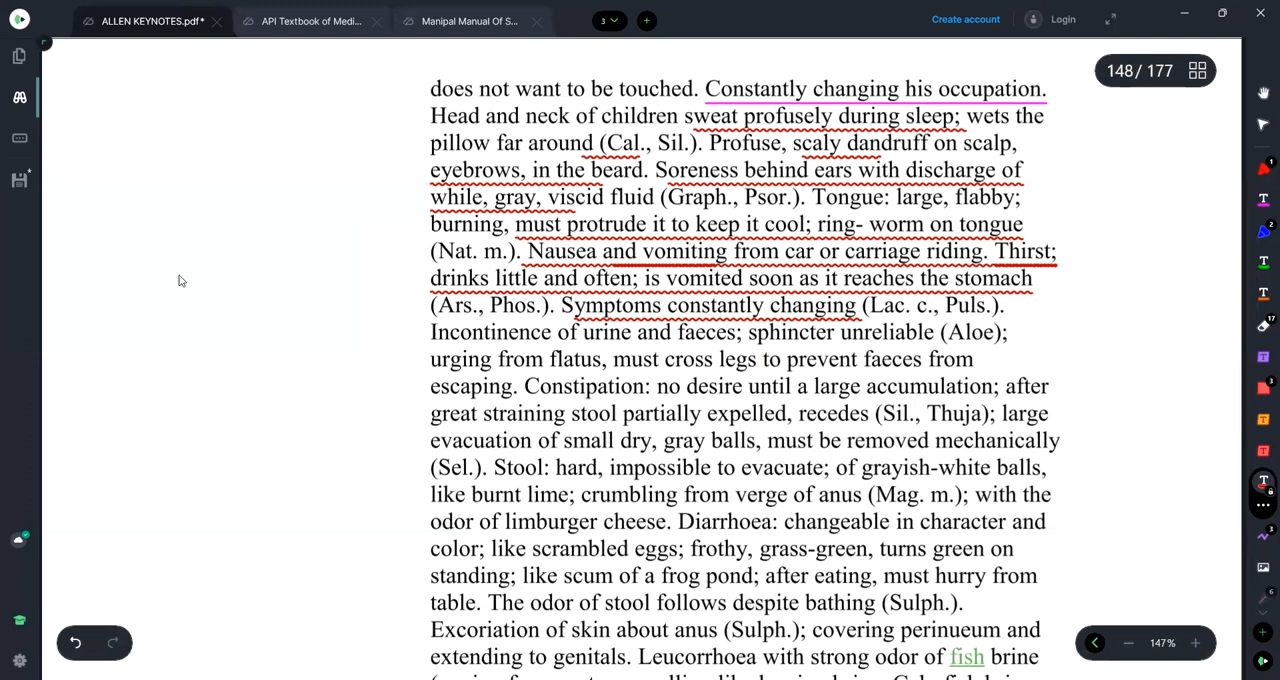 ALLEN KEYNOTES.pdf*
API Textbook of Medi...
Manipal Manual Of S...
3
Create account
Login
148/177
does not want to be touched. Constantly changing his occupation.
Head and neck of children sweat profusely during sleep; wets the
pillow far around (Cal., Sil.). Profuse, scaly dandruff on scalp,
eyebrows, in the beard. Soreness behind ears with discharge of
while, gray, viscid fluid (Graph., Psor.). Tongue: large, flabby;
burning, must protrude it to keep it cool; ring- worm on tongue
(Nat. m.). Nausea and vomiting from car or carriage riding. Thirst;
drinks little and often; is vomited soon as it reaches the stomach
(Ars., Phos.). Symptoms constantly changing (Lac. c., Puls.).
Incontinence of urine and faeces; sphincter unreliable (Aloe);
urging from flatus, must cross legs to prevent faeces from
escaping. Constipation: no desire until a large accumulation; after
great straining stool partially expelled, recedes (Sil., Thuja); large
evacuation of small dry, gray balls, must be removed mechanically
(Sel.). Stool: hard, impossible to evacuate; of grayish-white balls,
like burnt lime; crumbling from verge of anus (Mag. m.); with the
odor of limburger cheese. Diarrhoea: changeable in character and
color; like scrambled eggs; frothy, grass-green, turns green on
standing; like scum of a frog pond; after eating, must hurry from
table. The odor of stool follows despite bathing (Sulph.).
Excoriation of skin about anus (Sulph.); covering perinueum and
extending to genitals. Leucorrhoea with strong odor of fish brine
147%